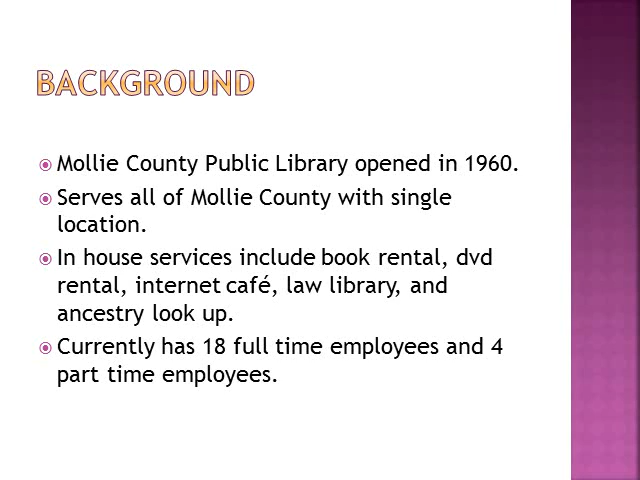 BACKGROUND
Mollie County Public Library opened in 1960.
Serves all of Mollie County with single
location.
In house services include book rental, dvd
rental, internet café, law library, and
ancestry look up.
Currently has 18 full time employees and 4
part time employees.